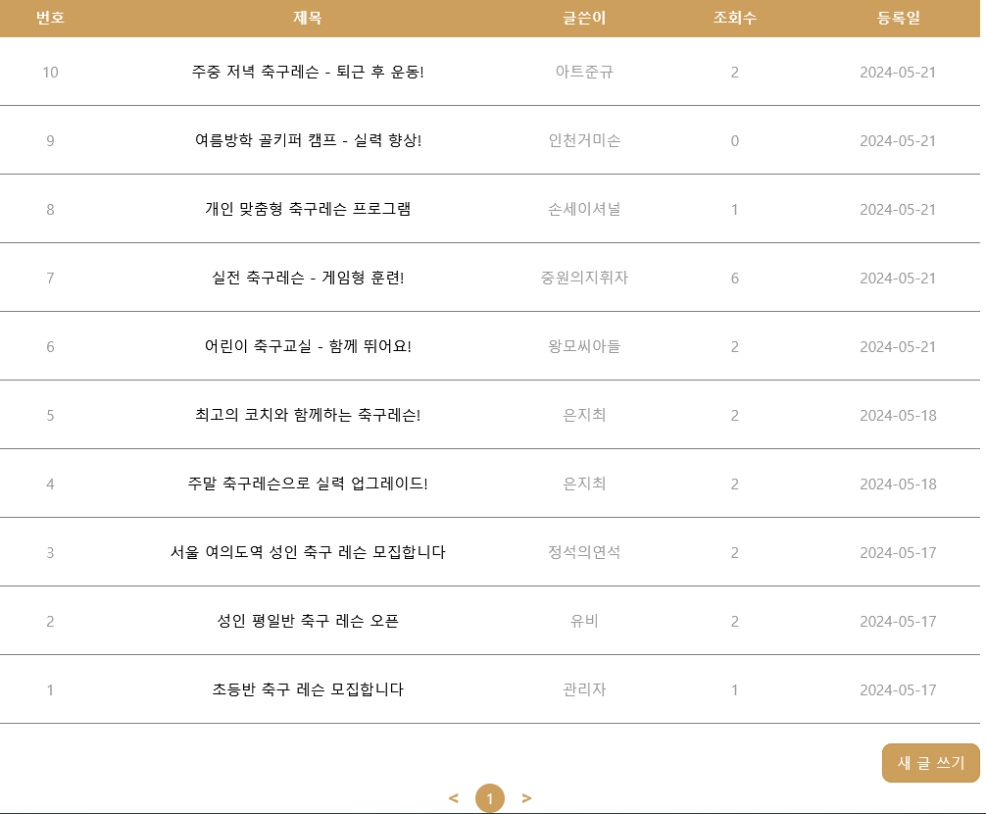 번호 제목 글쓴이 조회수 등록일
10 주중 저녁 축구레슨 - 퇴근 후 운동! 아트준규 2 2024-05-21
9 여름방학 골키퍼 캠프 - 실력 향상! 인천거미손 0 2024-05-21
8 개인 맞춤형 축구레슨 프로그램 손세이셔널 1 2024-05-21
7 실전 축구레슨 - 게임형 훈련! 중원의지휘자 6 2024-05-21
6 어린이 축구교실 - 함께 뛰어요! 왕모씨아들 2 2024-05-21
5 최고의 코치와 함께하는 축구레슨! 은지최 2 2024-05-18
4 주말 축구레슨으로 실력 업그레이드! 은지최 2 2024-05-18
3 서울 여의도역 성인 축구 레슨 모집합니다 정석의연석 2 2024-05-17
2 성인 평일반 축구 레슨 오픈 유비 2 2024-05-17
1 초등반 축구 레슨 모집합니다 관리자 1 2024-05-17
새 글 쓰기
< 1 >